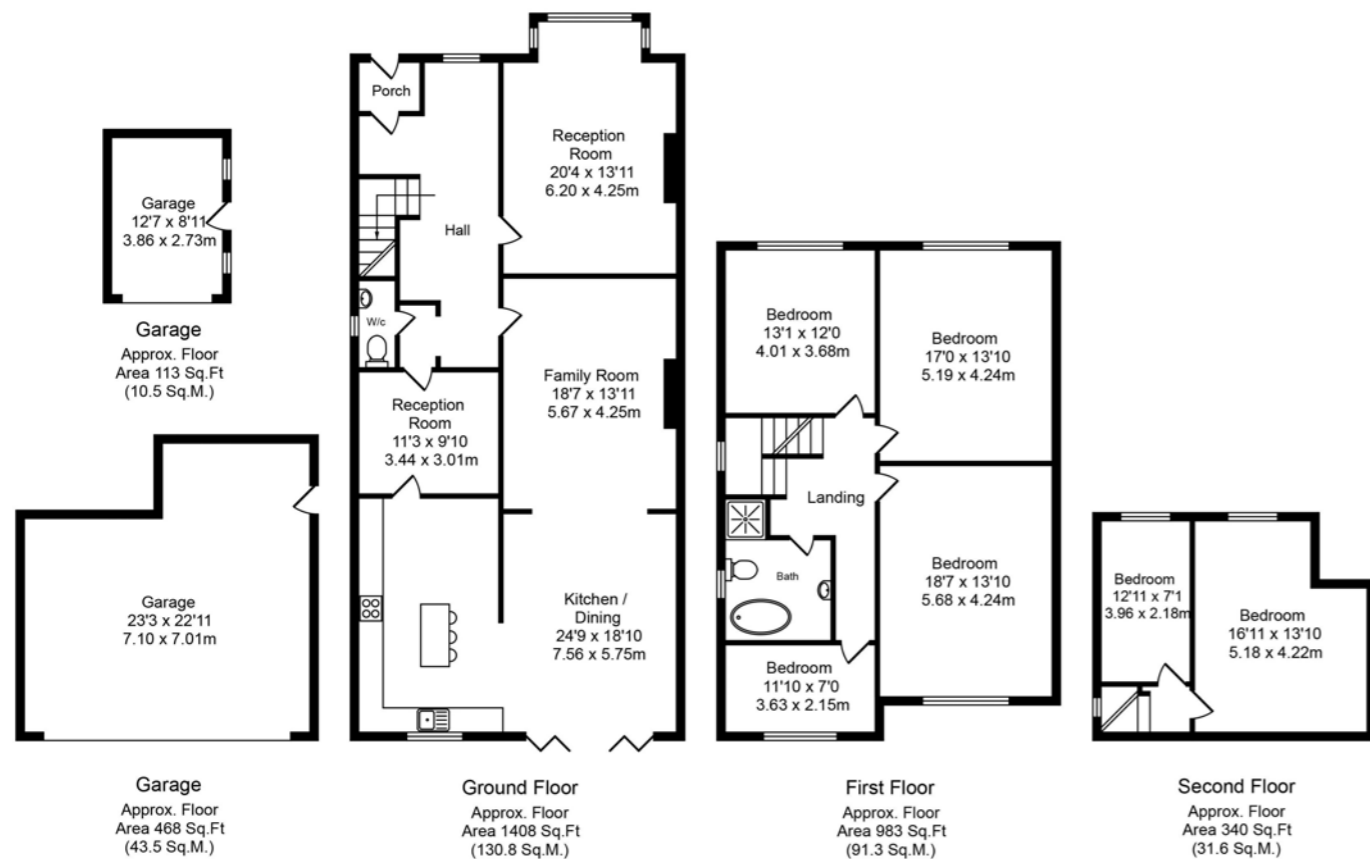 Garage
12'7 x 8'11
3.86 x 2.73m
Garage
Approx. Floor
Area 113 Sq.Ft
(10.5 Sq.M.)
Garage
23'3 x 22'11
7.10 x 7.01m
Garage
Approx. Floor
Area 468 Sq.Ft
(43.5 Sq.M.)
Porch
Reception
Room
20'4 x 13'11
6.20 x 4.25m
Hall
W/c
Family Room
18'7 x 13'11
5.67 x 4.25m
Reception
Room
11'3 x 9'10
3.44 x 3.01m
Kitchen /
Dining
24'9 x 18'10
7.56 x 5.75m
Ground Floor
Approx. Floor
Area 1408 Sq.Ft
(130.8 Sq.M.)
Bedroom
13'1 x 12'0
4.01 x 3.68m
Bedroom
17'0 x 13'10
5.19 x 4.24m
Landing
Bath
Bedroom
18'7 x 13'10
5.68 x 4.24m
Bedroom
11'10 x 7'0
3.63 x 2.15m
First Floor
Approx. Floor
Area 983 Sq.Ft
(91.3 Sq.M.)
Bedroom
12'11 x 7'1
3.96 x 2.18m
Bedroom
16'11 x 13'10
5.18 x 4.22m
Second Floor
Approx. Floor
Area 340 Sq.Ft
(31.6 Sq.M.)